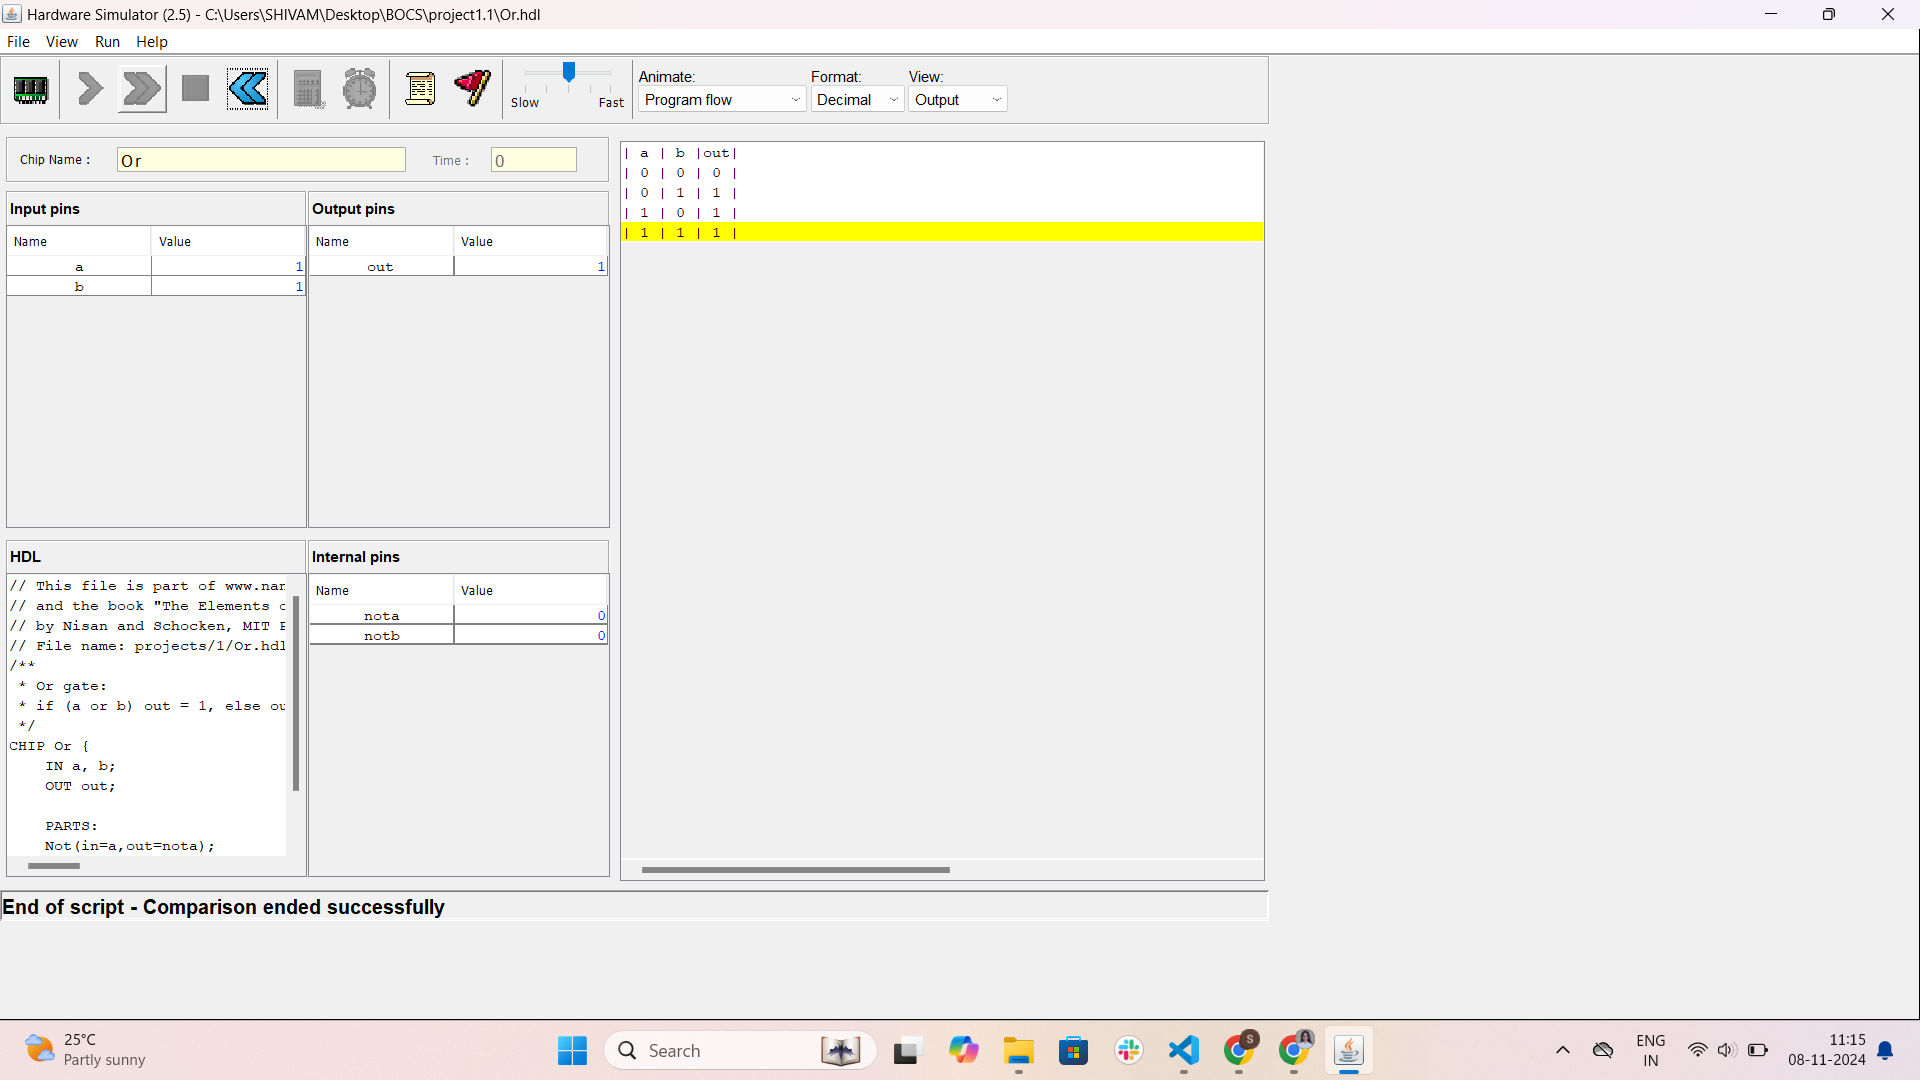 Hardware Simulator (2.5) - C:\Users\SHIVAM\Desktop\BOCS\project1.1\Or.hdl
File View Run Help
Slow Fast
Animate: Format: View:
Program flow Decimal Output
Chip Name : Or Time : 0
Input pins
Name Value
a 1
b 1
Output pins
Name Value
out 1
| a | b |out|
| 0 | 0 | 0 |
| 0 | 1 | 1 |
| 1 | 0 | 1 |
| 1 | 1 | 1 |
HDL
// This file is part of
// and the book "The Elements
// by Nisan and Schocken, MIT
// File name: projects/1/Or.hdl
/**
* Or gate:
* if (a or b) out = 1, else
*/
CHIP Or {
IN a, b;
OUT out;
PARTS:
Not(in=a,out=nota);
Internal pins
Name Value
nota 0
notb 0
End of script - Comparison ended successfully
25°C
Partly sunny
Search
S
ENG
IN
11:15
08-11-2024